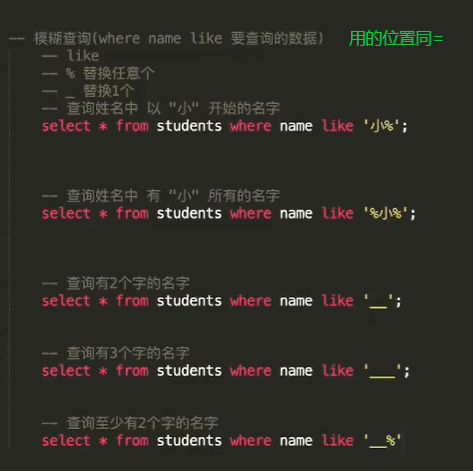 -- 模糊查询(where name like 要查询的数据) 用的位置同=
-- like
-- % 替换任意个
-- _ 替换1个
-- 查询姓名中 以 "小" 开始的名字
select * from students where name like '小%';
-- 查询姓名中 有 "小" 所有的名字
select * from students where name like '%小%';
-- 查询有2个字的名字
select * from students where name like '__';
-- 查询有3个字的名字
select * from students where name like '___';
-- 查询至少有2个字的名字
select * from students where name like '__%'